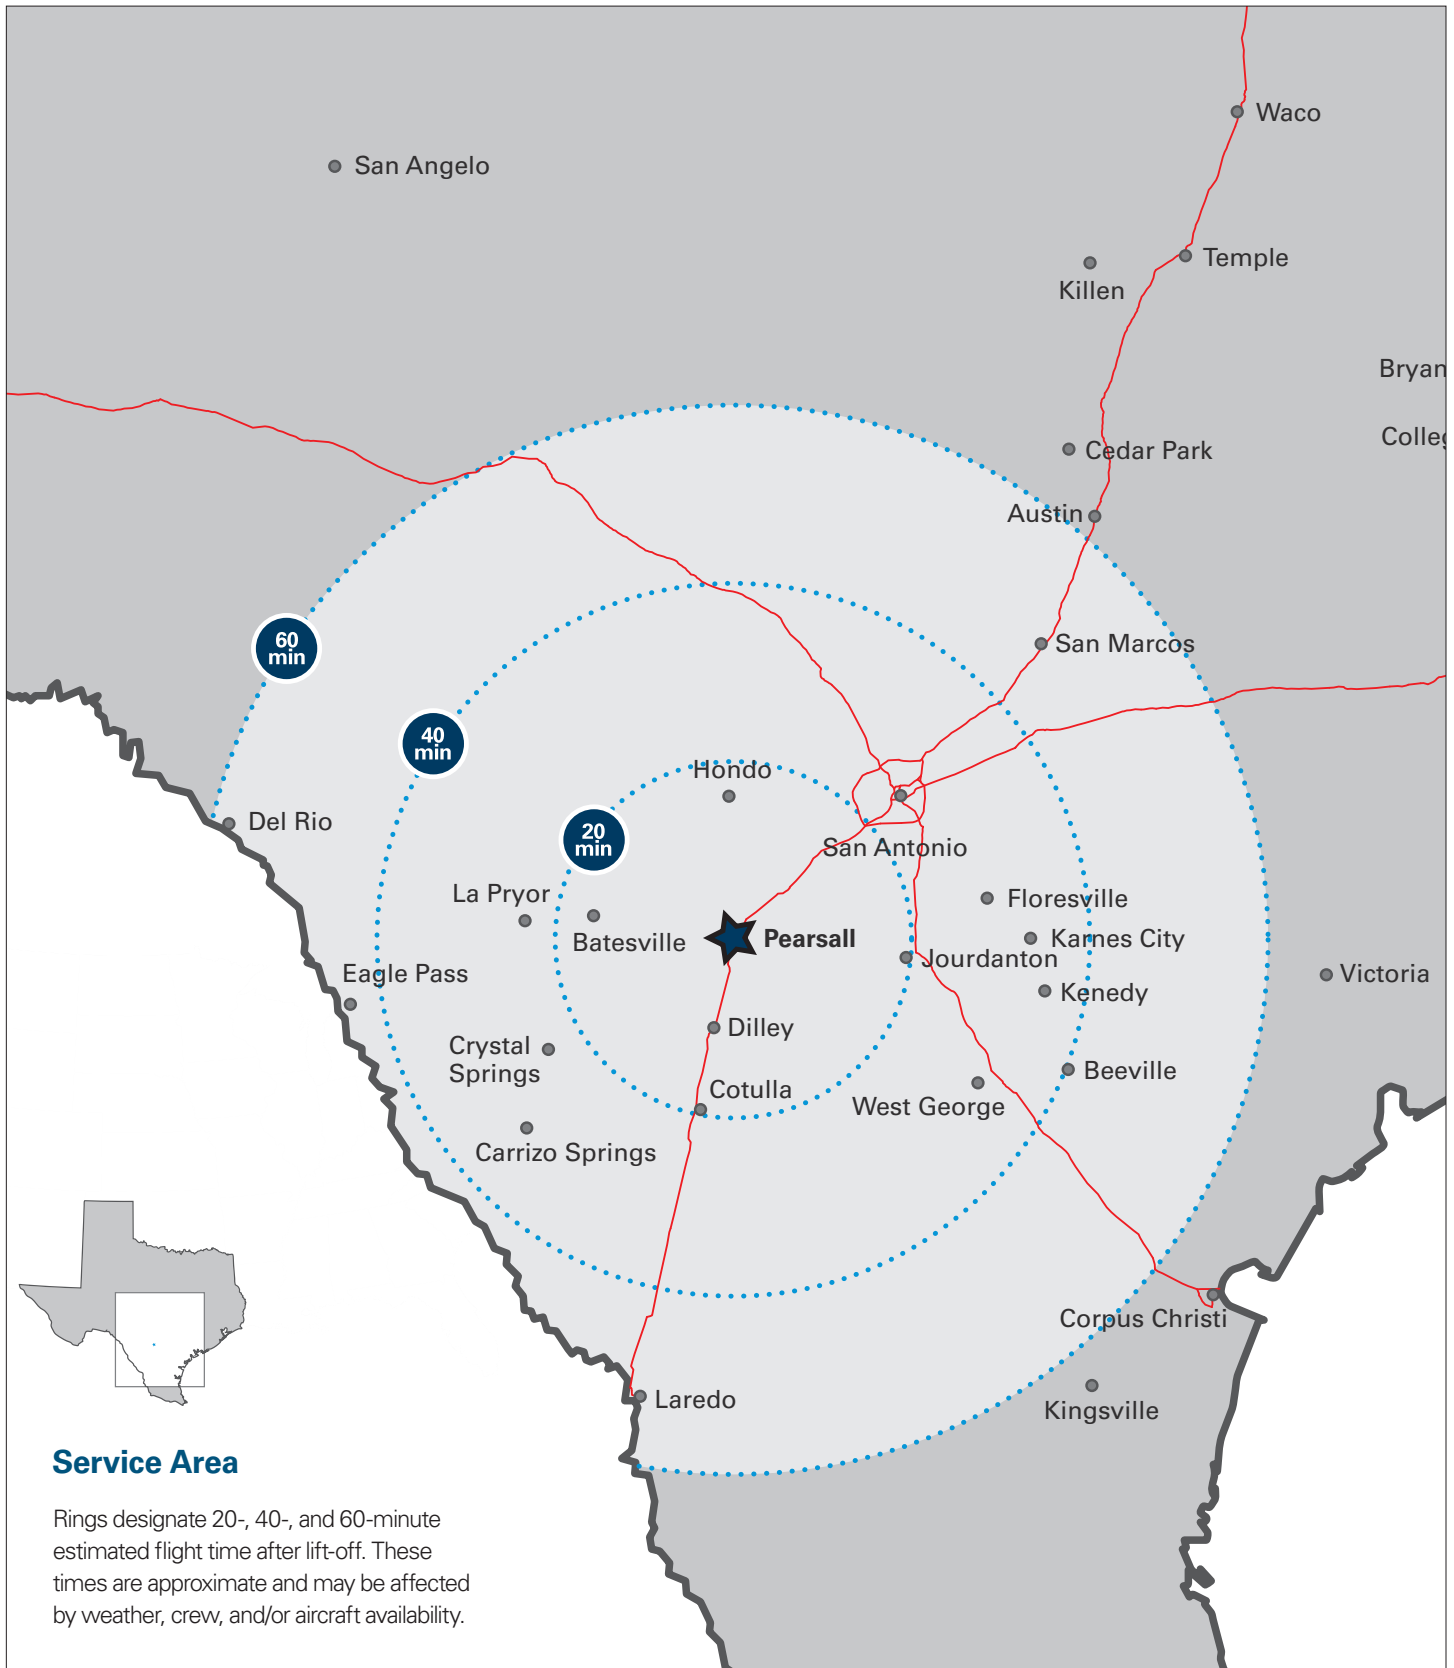 Waco
San Angelo
Temple
Killen
Bryan
Colleg
Cedar Park
Austin
60
min
San Marcos
40
min
Hondo
20
min
Del Rio
San Antonio
La Pryor
Floresville
Batesville
Pearsall
Karnes City
Jourdanton
Eagle Pass
Victoria
Kenedy
Dilley
Crystal
Springs
Beeville
Cotulla
West George
Carrizo Springs
Corpus Christi
Laredo
Kingsville
Service Area
Rings designate 20-, 40-, and 60-minute
estimated flight time after lift-off. These
times are approximate and may be affected
by weather, crew, and/or aircraft availability.